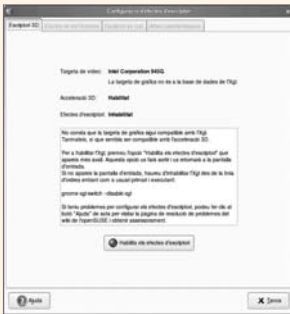 Configuració d'efectes d'escriptori
Escriptori 3D
Targeta de vídeo: Intel Corporation 945G
La targeta de gràfics no és a la base de dades de l'Xgl
Acceleració 3D: Habilitat
Efectes d'escriptori: Inhabilitat
No consta que la targeta de gràfics sigui compatible amb l'Xgl.
Tanmateix, sí que sembla ser compatible amb l'acceleració 3D.
Per a habilitar l'Xgl, premeu l'opció "Habilita els efectes d'escriptori" que
apareix més avall. Aquesta opció us farà sortir i us retornarà a la pantalla
d'entrada.
Si no apareix la pantalla d'entrada, haureu d'inhabilitar l'Xgl des de la línia
d'ordres entrant com a usuari primari i executant:
gnome-xgl-switch --disable-xgl
Si teniu problemes per configurar els efectes d'escriptori, podeu fer clic al
botó "Ajuda" de sota per visitar la pàgina de resolució de problemes del
wiki de l'openSUSE i obtenir assessorament.
Habilita els efectes d'escriptori
Ajuda
Tanca